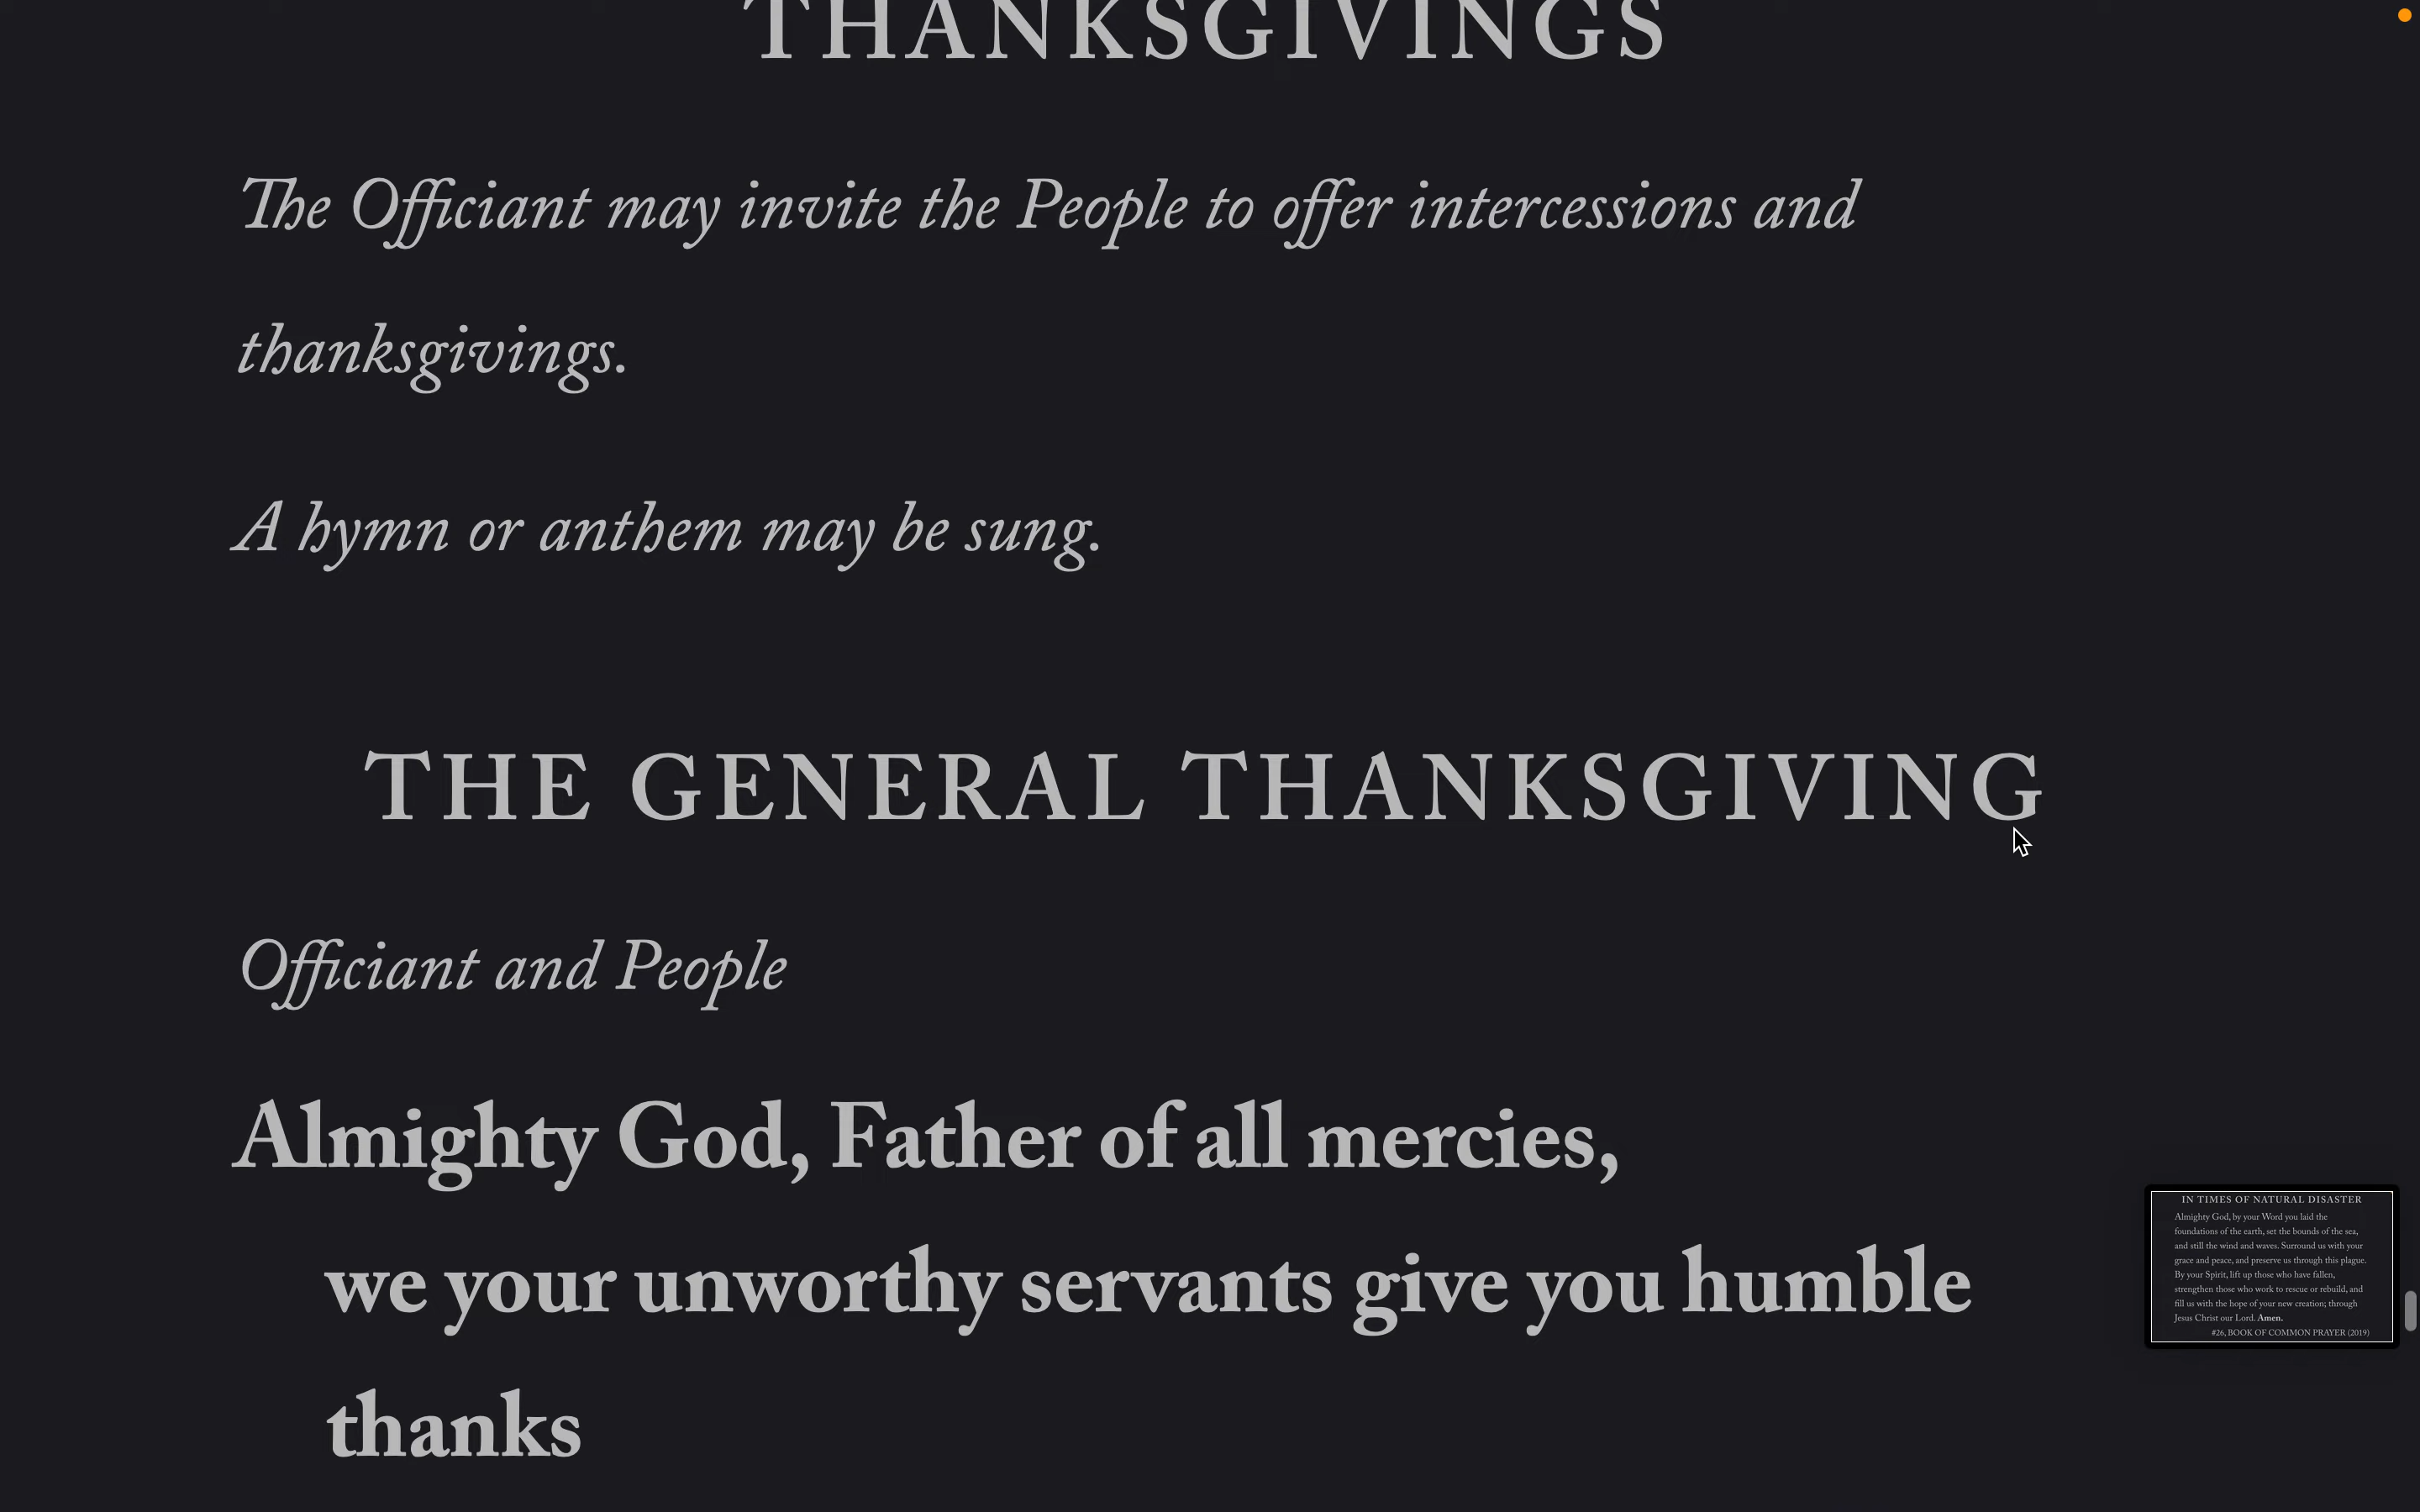 THANKSGIVINGS
The Officiant may invite the People to offer intercessions and
thanksgivings.
A hymn or anthem may be sung.
THE GENERAL THANKSGIVING
Officiant and People
Almighty God, Father of all mercies,
we your unworthy servants give you humble
thanks
IN TIMES OF NATURAL DISASTER
Almighty God, by your Word you laid the
foundations of the earth, set the bounds of the sea,
and still the wind and waves. Surround us with your
grace and peace, and preserve us through this plague.
By your Spirit, lift up those who have fallen,
strengthen those who work to rescue or rebuild, and
fill us with the hope of your new creation; through
Jesus Christ our Lord. Amen.
#26, BOOK OF COMMON PRAYER (2019)